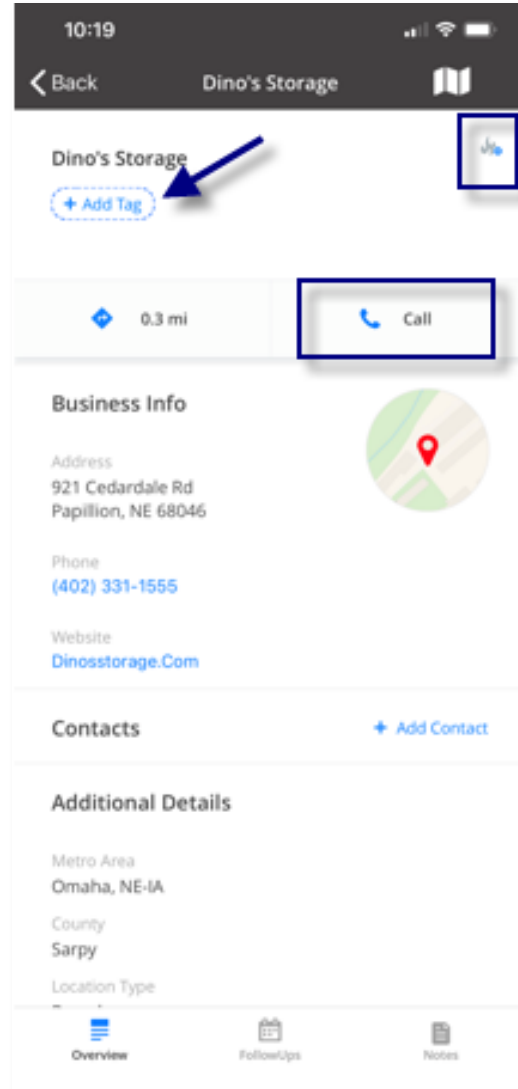 10:19
Back
Dino's Storage
Dino's Storage
+ Add Tag
0.3 mi
Call
Business Info
Address
921 Cedardale Rd
Papillion, NE 68046
Phone
(402) 331-1555
Website
Dinosstorage.Com
Contacts
+ Add Contact
Additional Details
Metro Area
Omaha, NE-IA
County
Sarpy
Location Type
Overview
FollowUps
Notes